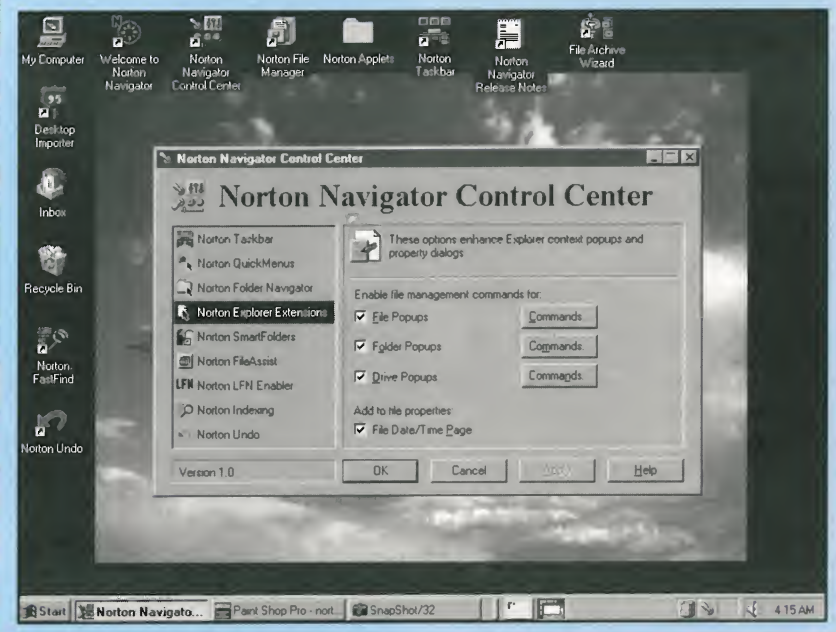 My Computer
Welcome to
Norton
Navigator
Norton
Navigator
Control Center
Norton File
Manager
Norton Applets
Norton
Taskbar
Norton
Navigator
Release Notes
File Archive
Wizard
95
Desktop
Importer
Inbox
Recycle Bin
Norton
FastFind
Norton Undo
Norton Navigator Control Center
Norton Navigator Control Center
Norton Taskbar
Norton QuickMenus
Norton Folder Navigator
Norton Explorer Extensions
Norton SmartFolders
Norton FileAssist
LFN Norton LFN Enabler
Norton Indexing
Norton Undo
Version 1.0
These options enhance Explorer context popups and
property dialogs
Enable file management commands for:
File Popups
Commands...
Folder Popups
Commands...
Drive Popups
Commands...
Add to file properties:
File Date/Time Page
OK
Cancel
Apply
Help
Start
Norton Navigato...
Paint Shop Pro - nort...
SnapShot/32
4:15 AM